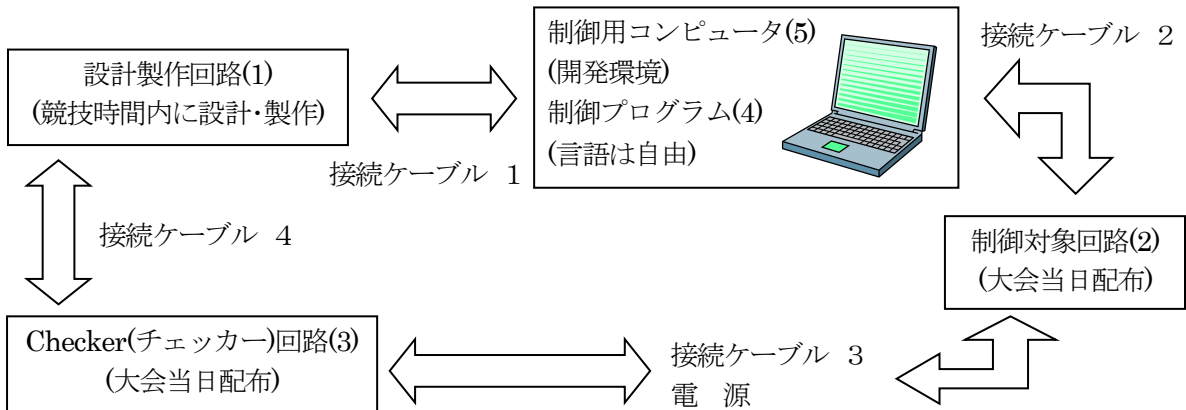 設計製作回路(1)
(競技時間内に設計・製作)
接続ケーブル １
制御用コンピュータ(5)
(開発環境)
制御プログラム(4)
(言語は自由)
接続ケーブル ２
接続ケーブル ４
制御対象回路(2)
(大会当日配布)
Checker(チェッカー)回路(3)
(大会当日配布)
接続ケーブル ３
電 源